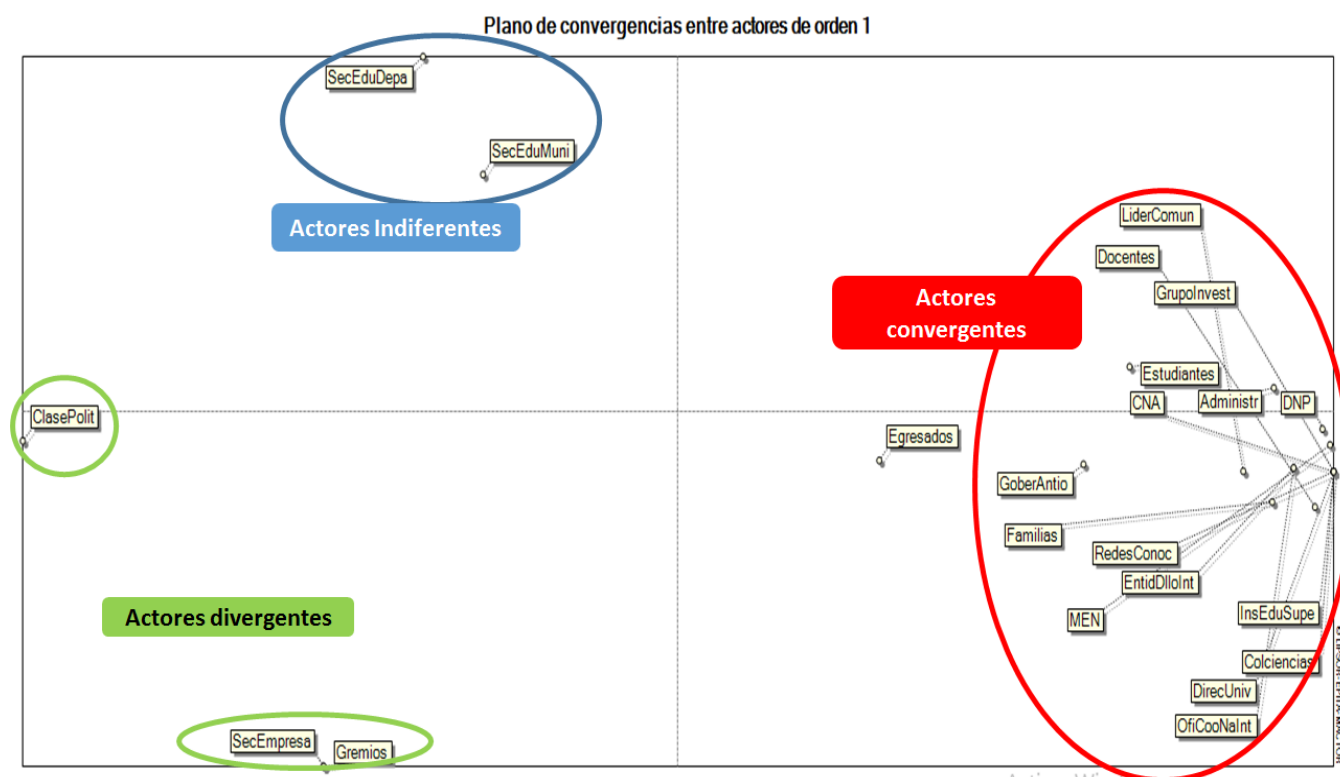 Plano de convergencias entre actores de orden 1
SecEduDepa
SecEduMuni
Actores Indiferentes
LiderComun
Docentes
GrupoInvest
Actores
convergentes
Estudiantes
CNA
Administr
DNP
ClasePolit
Egresados
GoberAntio
Familias
RedesConoc
EntidDlloInt
MEN
InsEduSupe
Actores divergentes
Colciencias
DirecUniv
OfiCooNaInt
SecEmpresa
Gremios